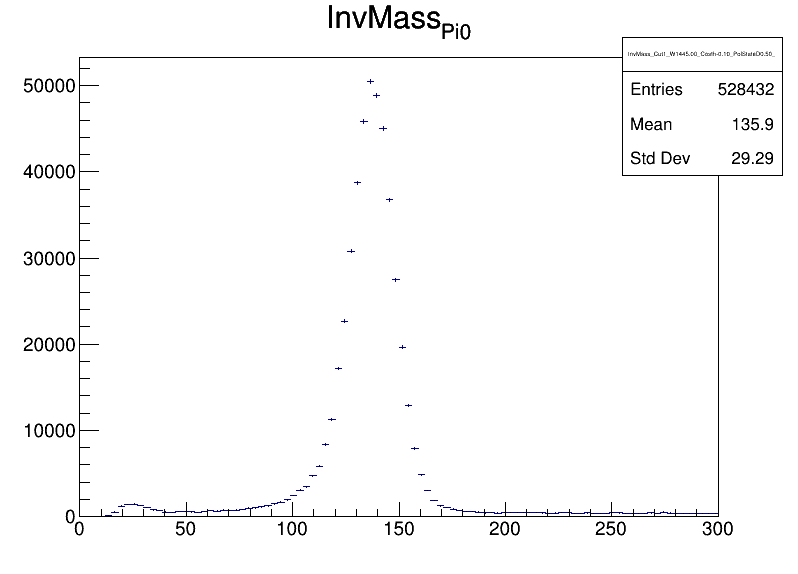 InvMass_Pi0
InvMass_Cut1_W1445.00_Costh-0.10_PolStateD0.50_
Entries 528432
Mean 135.9
Std Dev 29.29
50000
40000
30000
20000
10000
0
0 50 100 150 200 250 300